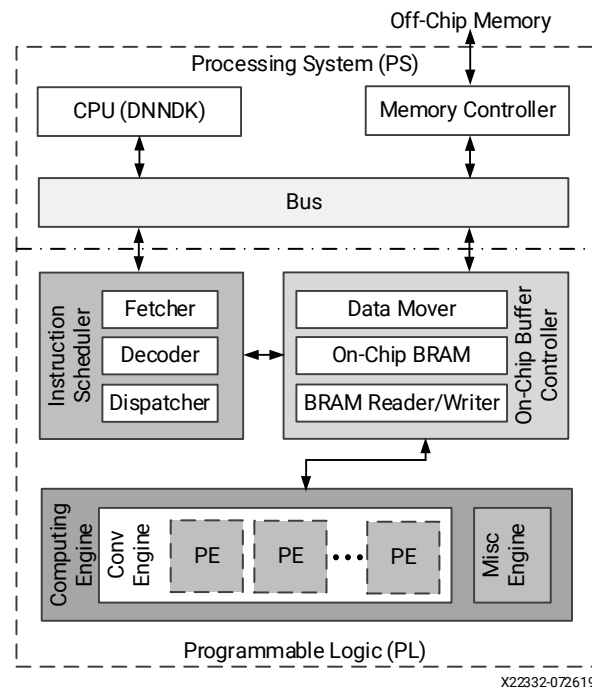 Off-Chip Memory
Processing System (PS)
CPU (DNNDK)
Memory Controller
Bus
Instruction
Scheduler
Fetcher
Decoder
Dispatcher
Data Mover
On-Chip BRAM
BRAM Reader/Writer
On-Chip Buffer
Controller
Computing
Engine
Conv
Engine
PE
PE
PE
Misc
Engine
Programmable Logic (PL)
X22332-072619